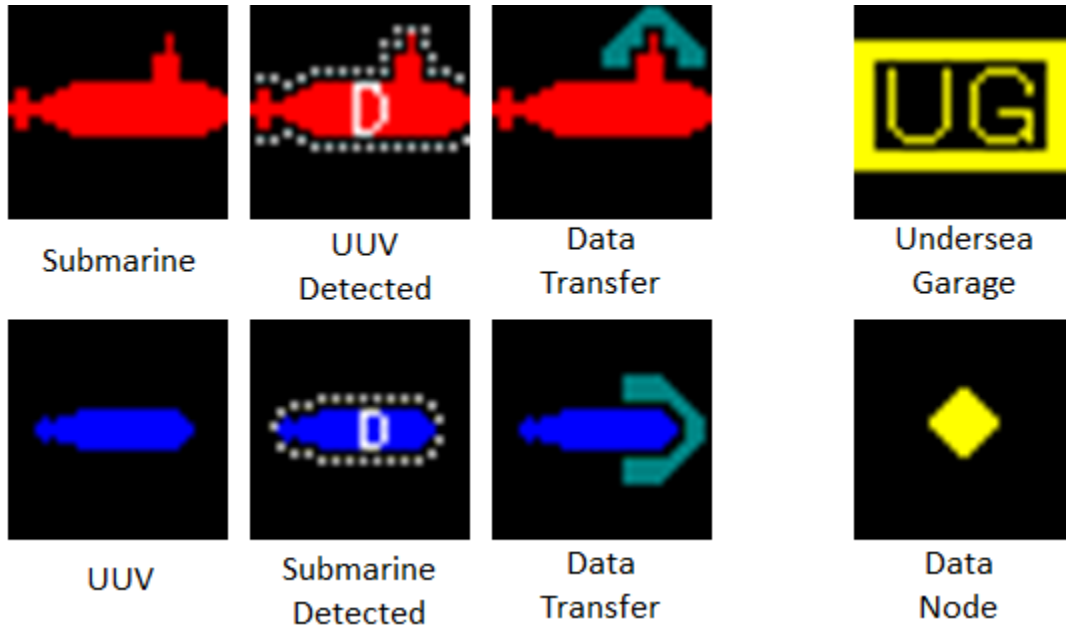 D
UG
Submarine
UUV
Detected
Data
Transfer
Undersea
Garage
D
UUV
Submarine
Detected
Data
Transfer
Data
Node